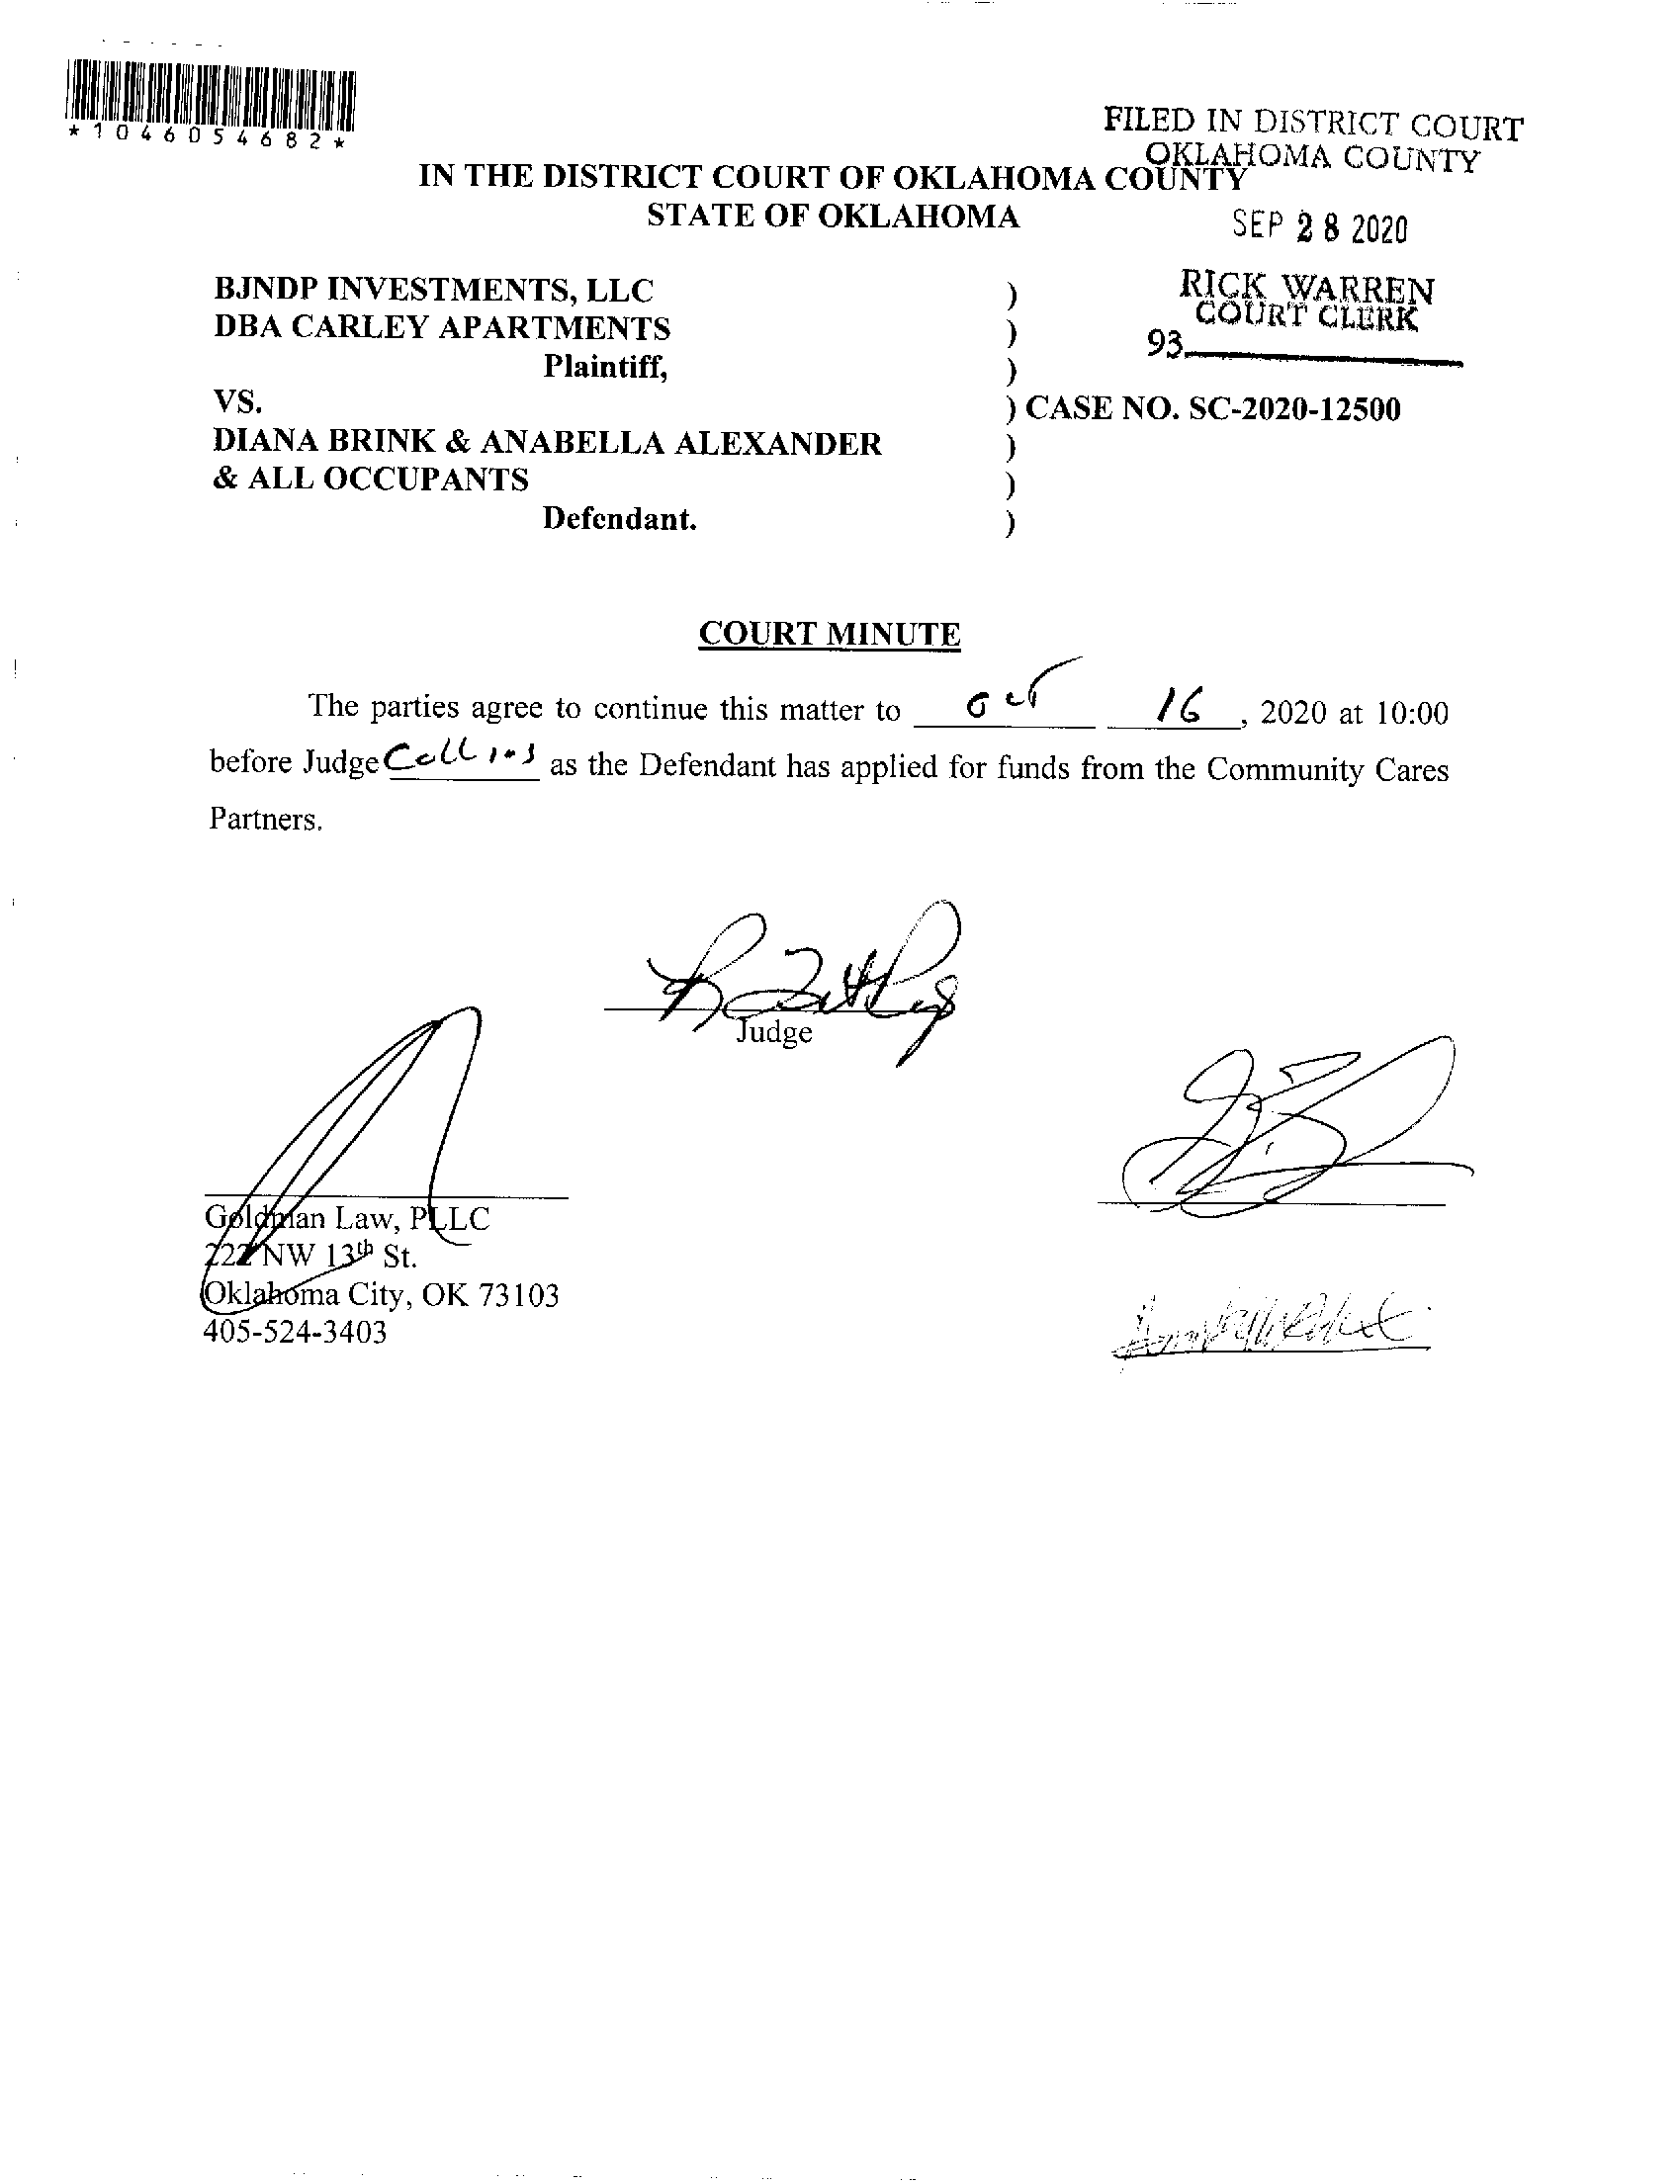 *1046054682*
FILED IN DISTRICT COURT
OKLAHOMA COUNTY
IN THE DISTRICT COURT OF OKLAHOMA COUNTY
STATE OF OKLAHOMA
SEP 28 2020
RICK WARREN
COURT CLERK
93
BJNDP INVESTMENTS, LLC )
DBA CARLEY APARTMENTS )
Plaintiff, )
VS. ) CASE NO. SC-2020-12500
DIANA BRINK & ANABELLA ALEXANDER )
& ALL OCCUPANTS )
Defendant. )
COURT MINUTE
The parties agree to continue this matter to Oct 16, 2020 at 10:00
before Judge Collins as the Defendant has applied for funds from the Community Cares
Partners.
Judge
Goldman Law, PLLC
222 NW 13th St.
Oklahoma City, OK 73103
405-524-3403